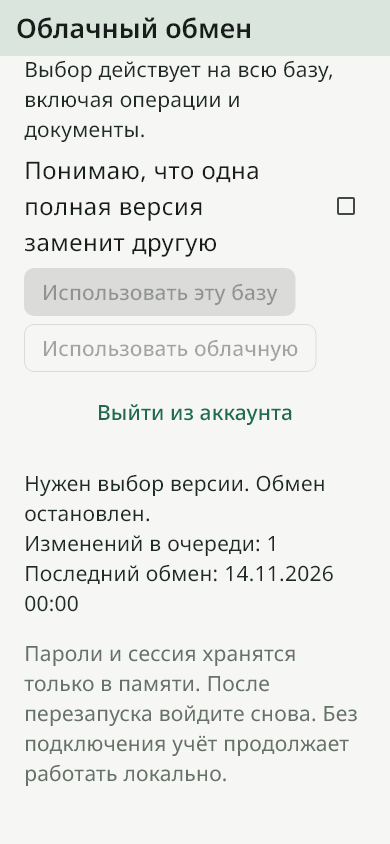 Облачный обмен
Выбор действует на всю базу,
включая операции и
документы.
Понимаю, что одна
полная версия
заменит другую
Использовать эту базу
Использовать облачную
Выйти из аккаунта
Нужен выбор версии. Обмен
остановлен.
Изменений в очереди: 1
Последний обмен: 14.11.2026
00:00
Пароли и сессия хранятся
только в памяти. После
перезапуска войдите снова. Без
подключения учёт продолжает
работать локально.